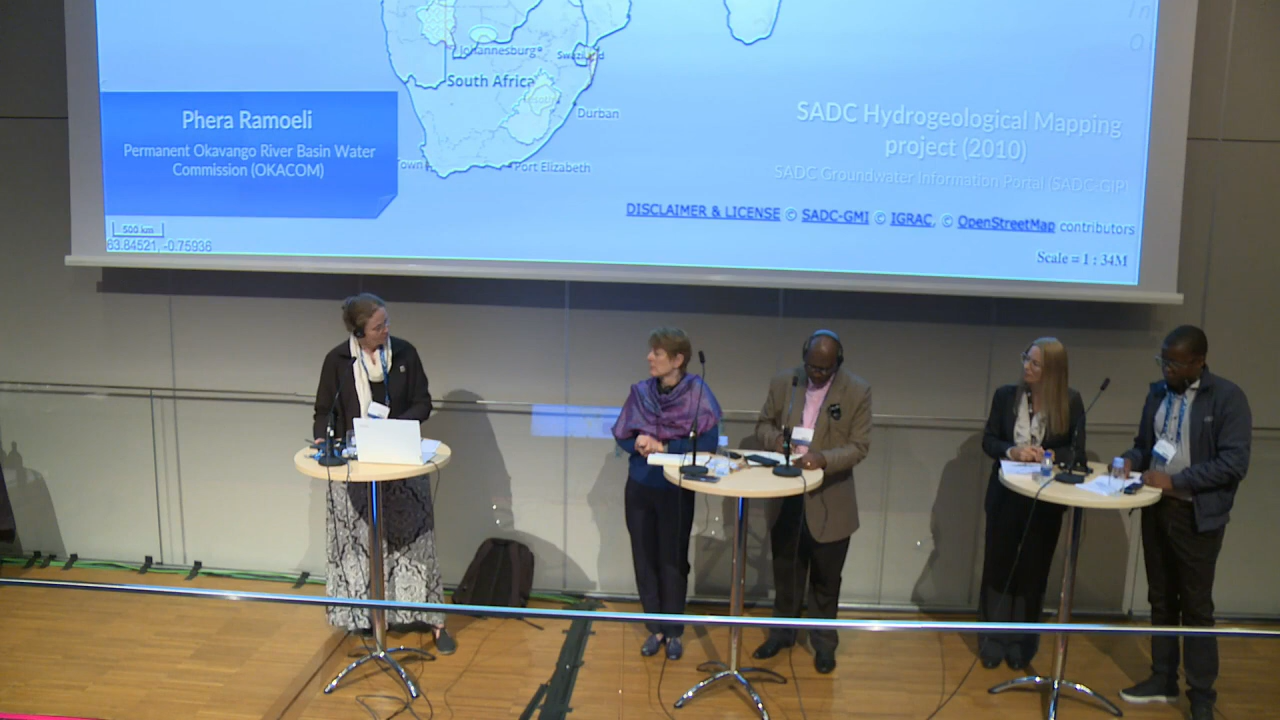 Johannesburg
Swaziland
South Africa
Durban
Town
Port Elizabeth
Phera Ramoeli
Permanent Okavango River Basin Water
Commission (OKACOM)
SADC Hydrogeological Mapping
project (2010)
SADC Groundwater Information Portal (SADC-GIP)
DISCLAIMER & LICENSE © SADC-GMI © IGRAC, © OpenStreetMap contributors
500 km
63.84521, -0.75936
Scale = 1 : 34M